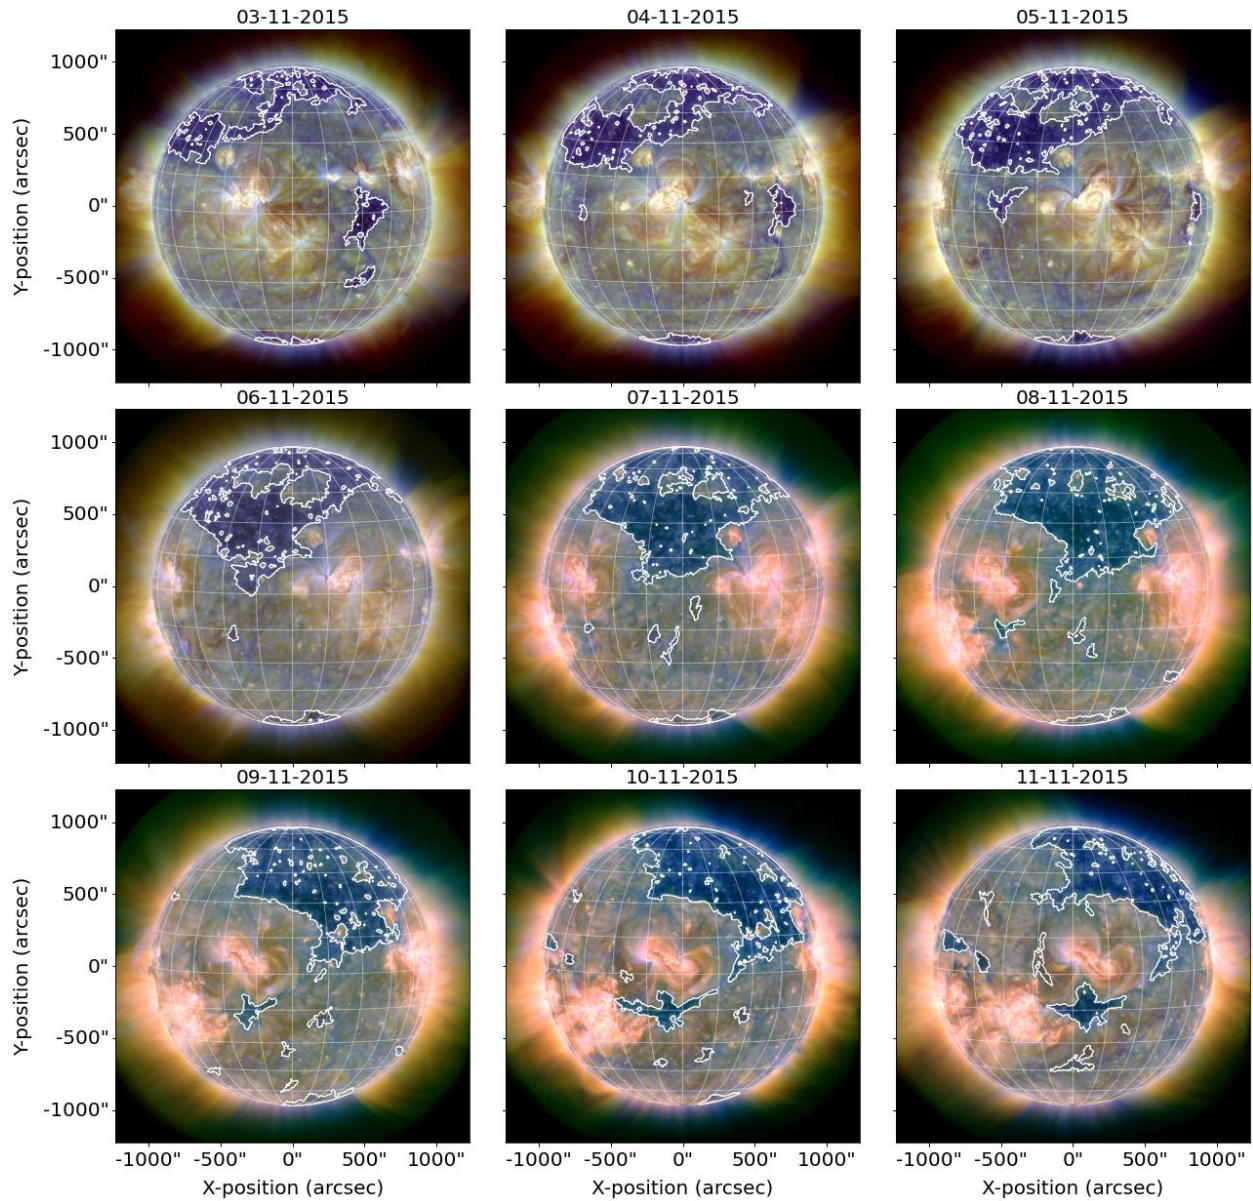 03-11-2015 04-11-2015 05-11-2015
1000"
500"
0"
-500"
-1000"
Y-position (arcsec)
06-11-2015 07-11-2015 08-11-2015
1000"
500"
0"
-500"
-1000"
Y-position (arcsec)
09-11-2015 10-11-2015 11-11-2015
1000"
500"
0"
-500"
-1000"
Y-position (arcsec)
-1000" -500" 0" 500" 1000" -1000" -500" 0" 500" 1000" -1000" -500" 0" 500" 1000"
X-position (arcsec) X-position (arcsec) X-position (arcsec)